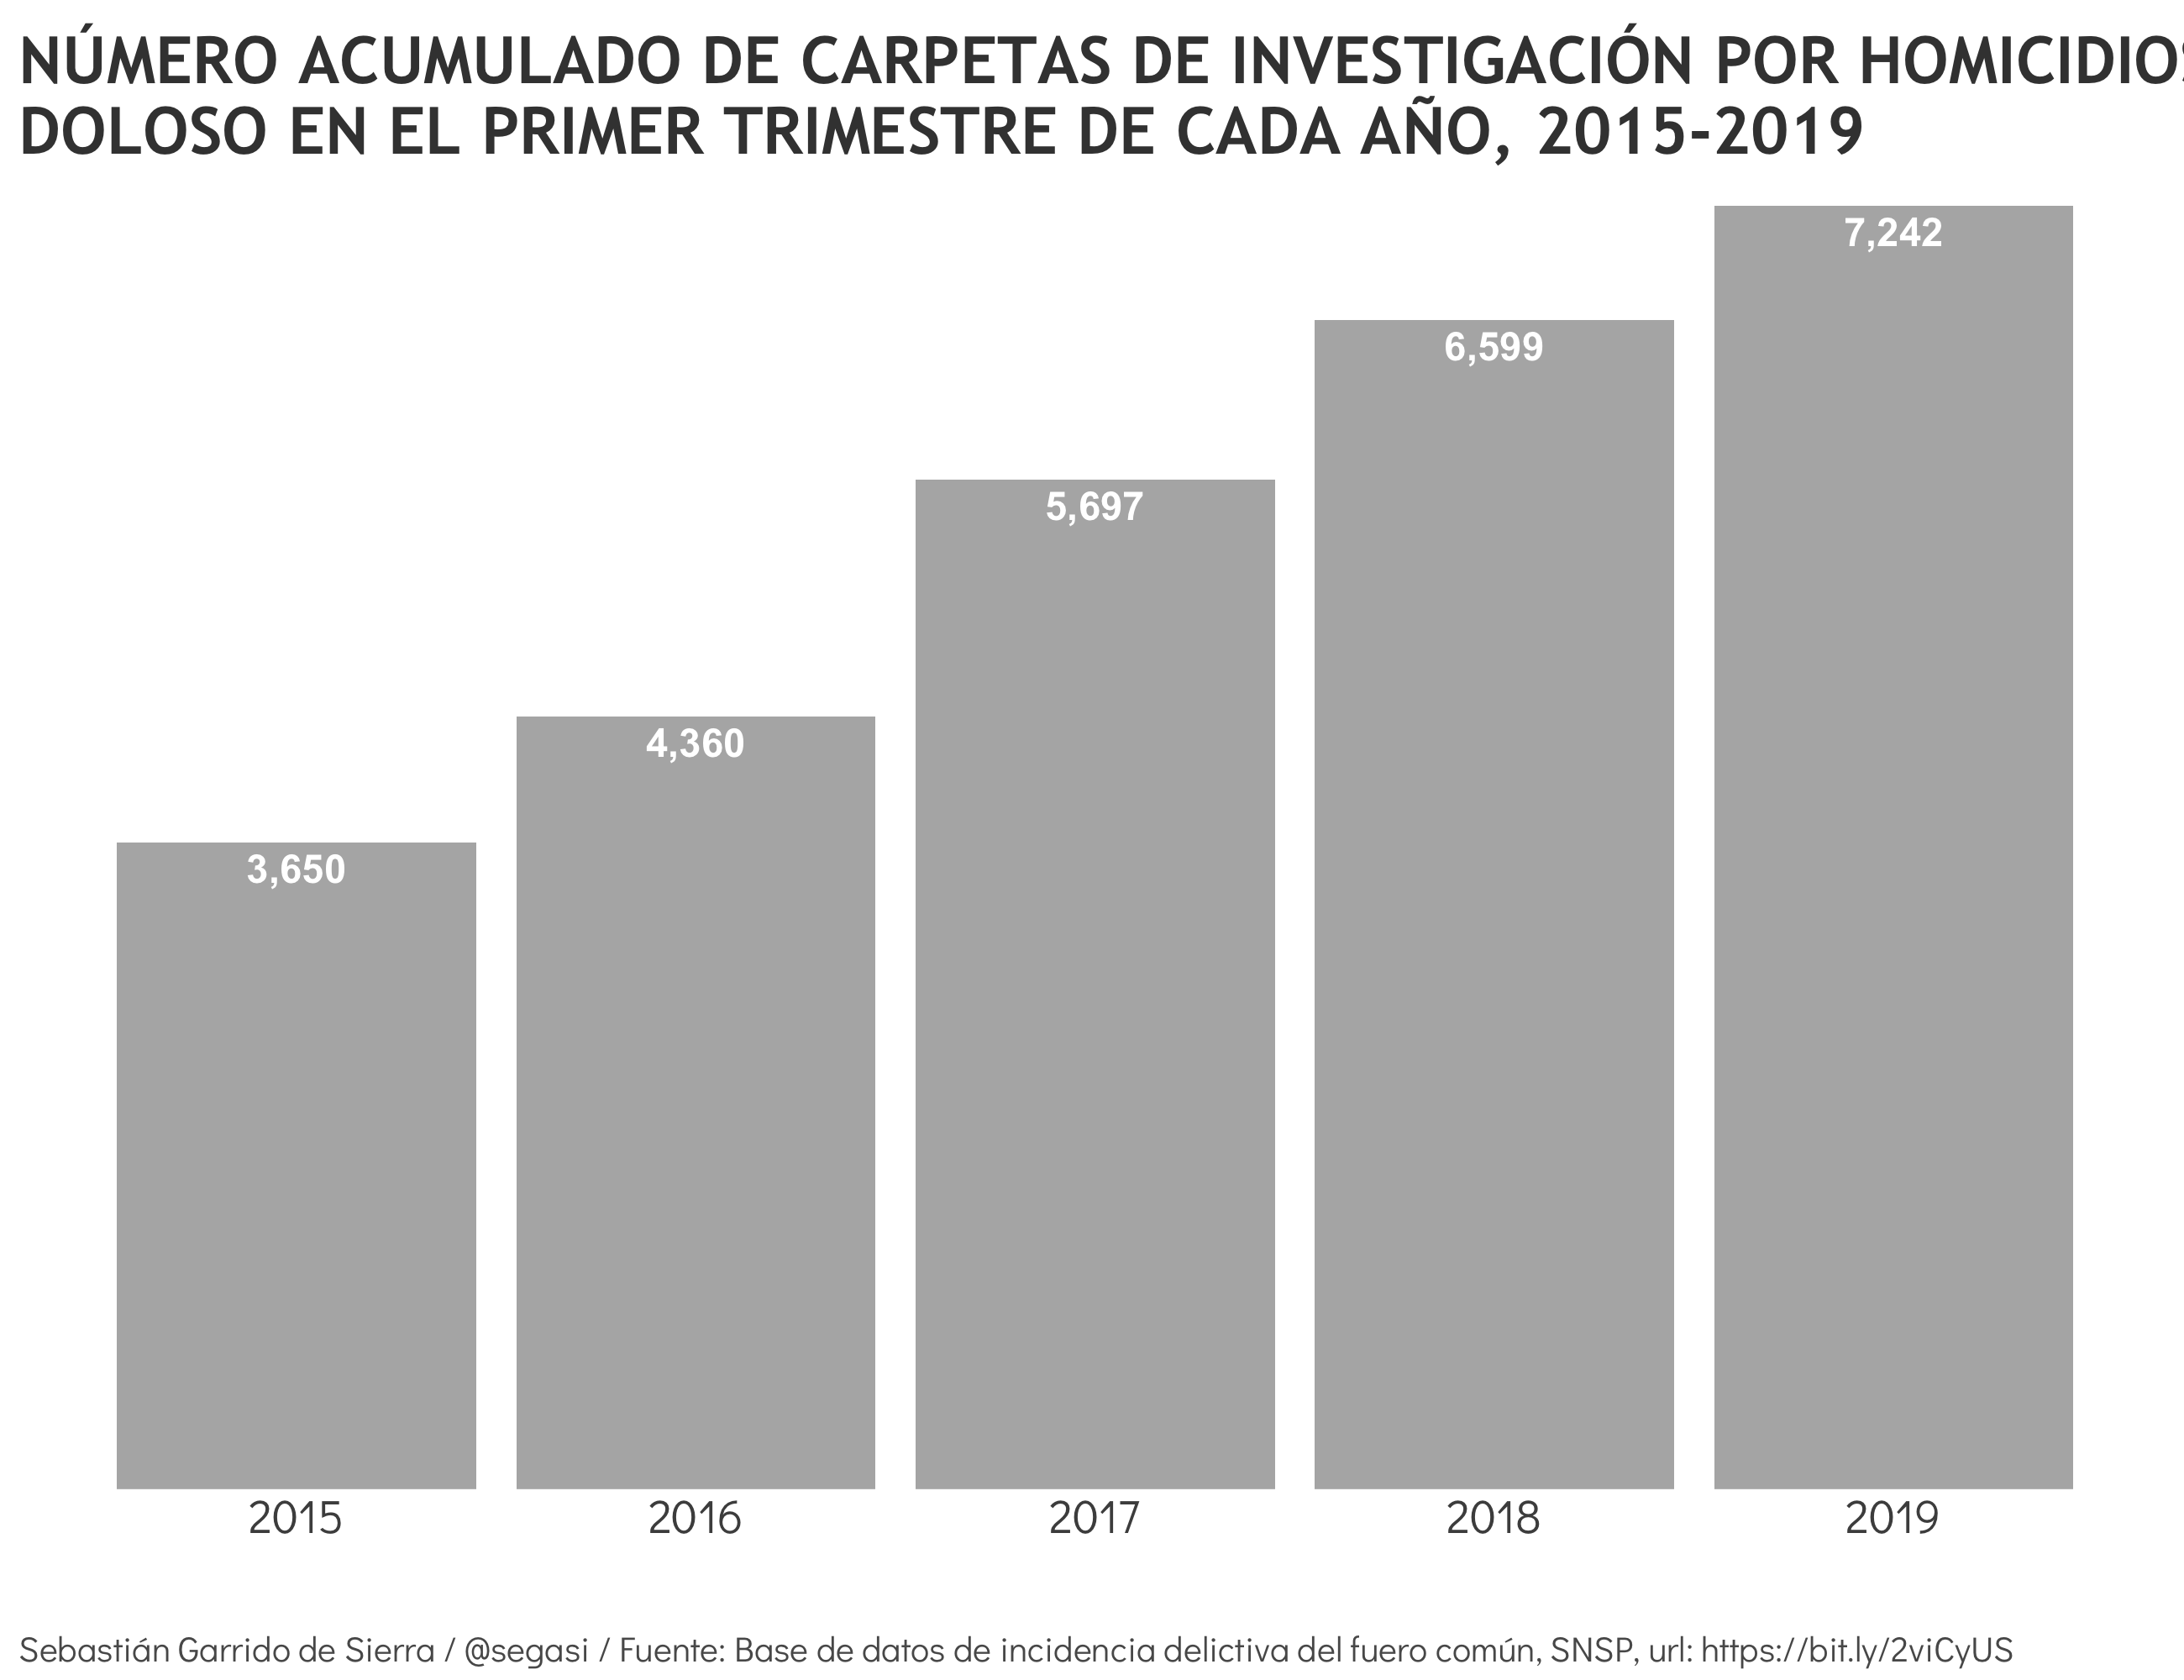 NÚMERO ACUMULADO DE CARPETAS DE INVESTIGACIÓN POR HOMICIDIO
DOLOSO EN EL PRIMER TRIMESTRE DE CADA AÑO, 2015-2019
7,242
6,599
5,697
4,360
3,650
2015 2016 2017 2018 2019
Sebastián Garrido de Sierra / @segasi / Fuente: Base de datos de incidencia delictiva del fuero común, SNSP, url: https://bit.ly/2viCyUS